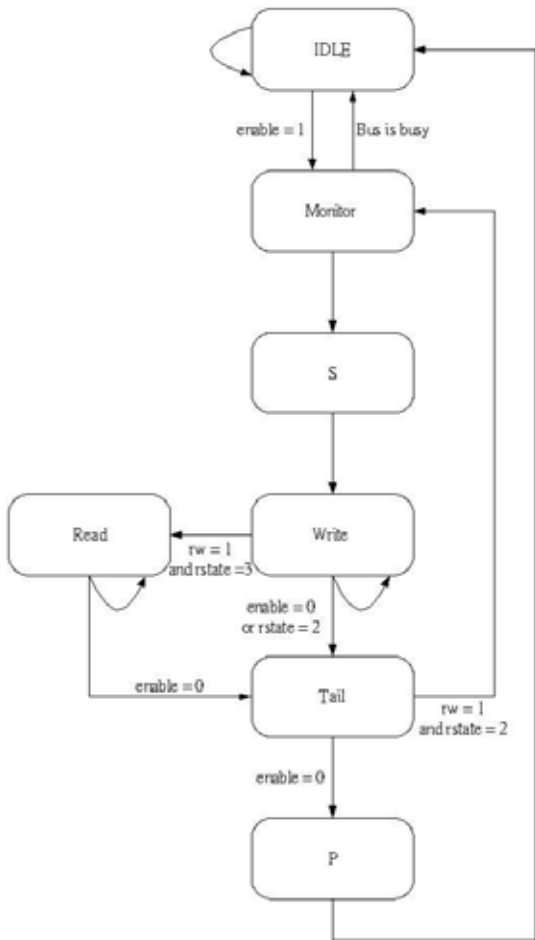 IDLE
enable = 1
Bus is busy
Monitor
S
Read
Write
rw = 1
and rstate =3
enable = 0
or rstate = 2
enable = 0
Tail
rw = 1
and rstate = 2
enable = 0
P